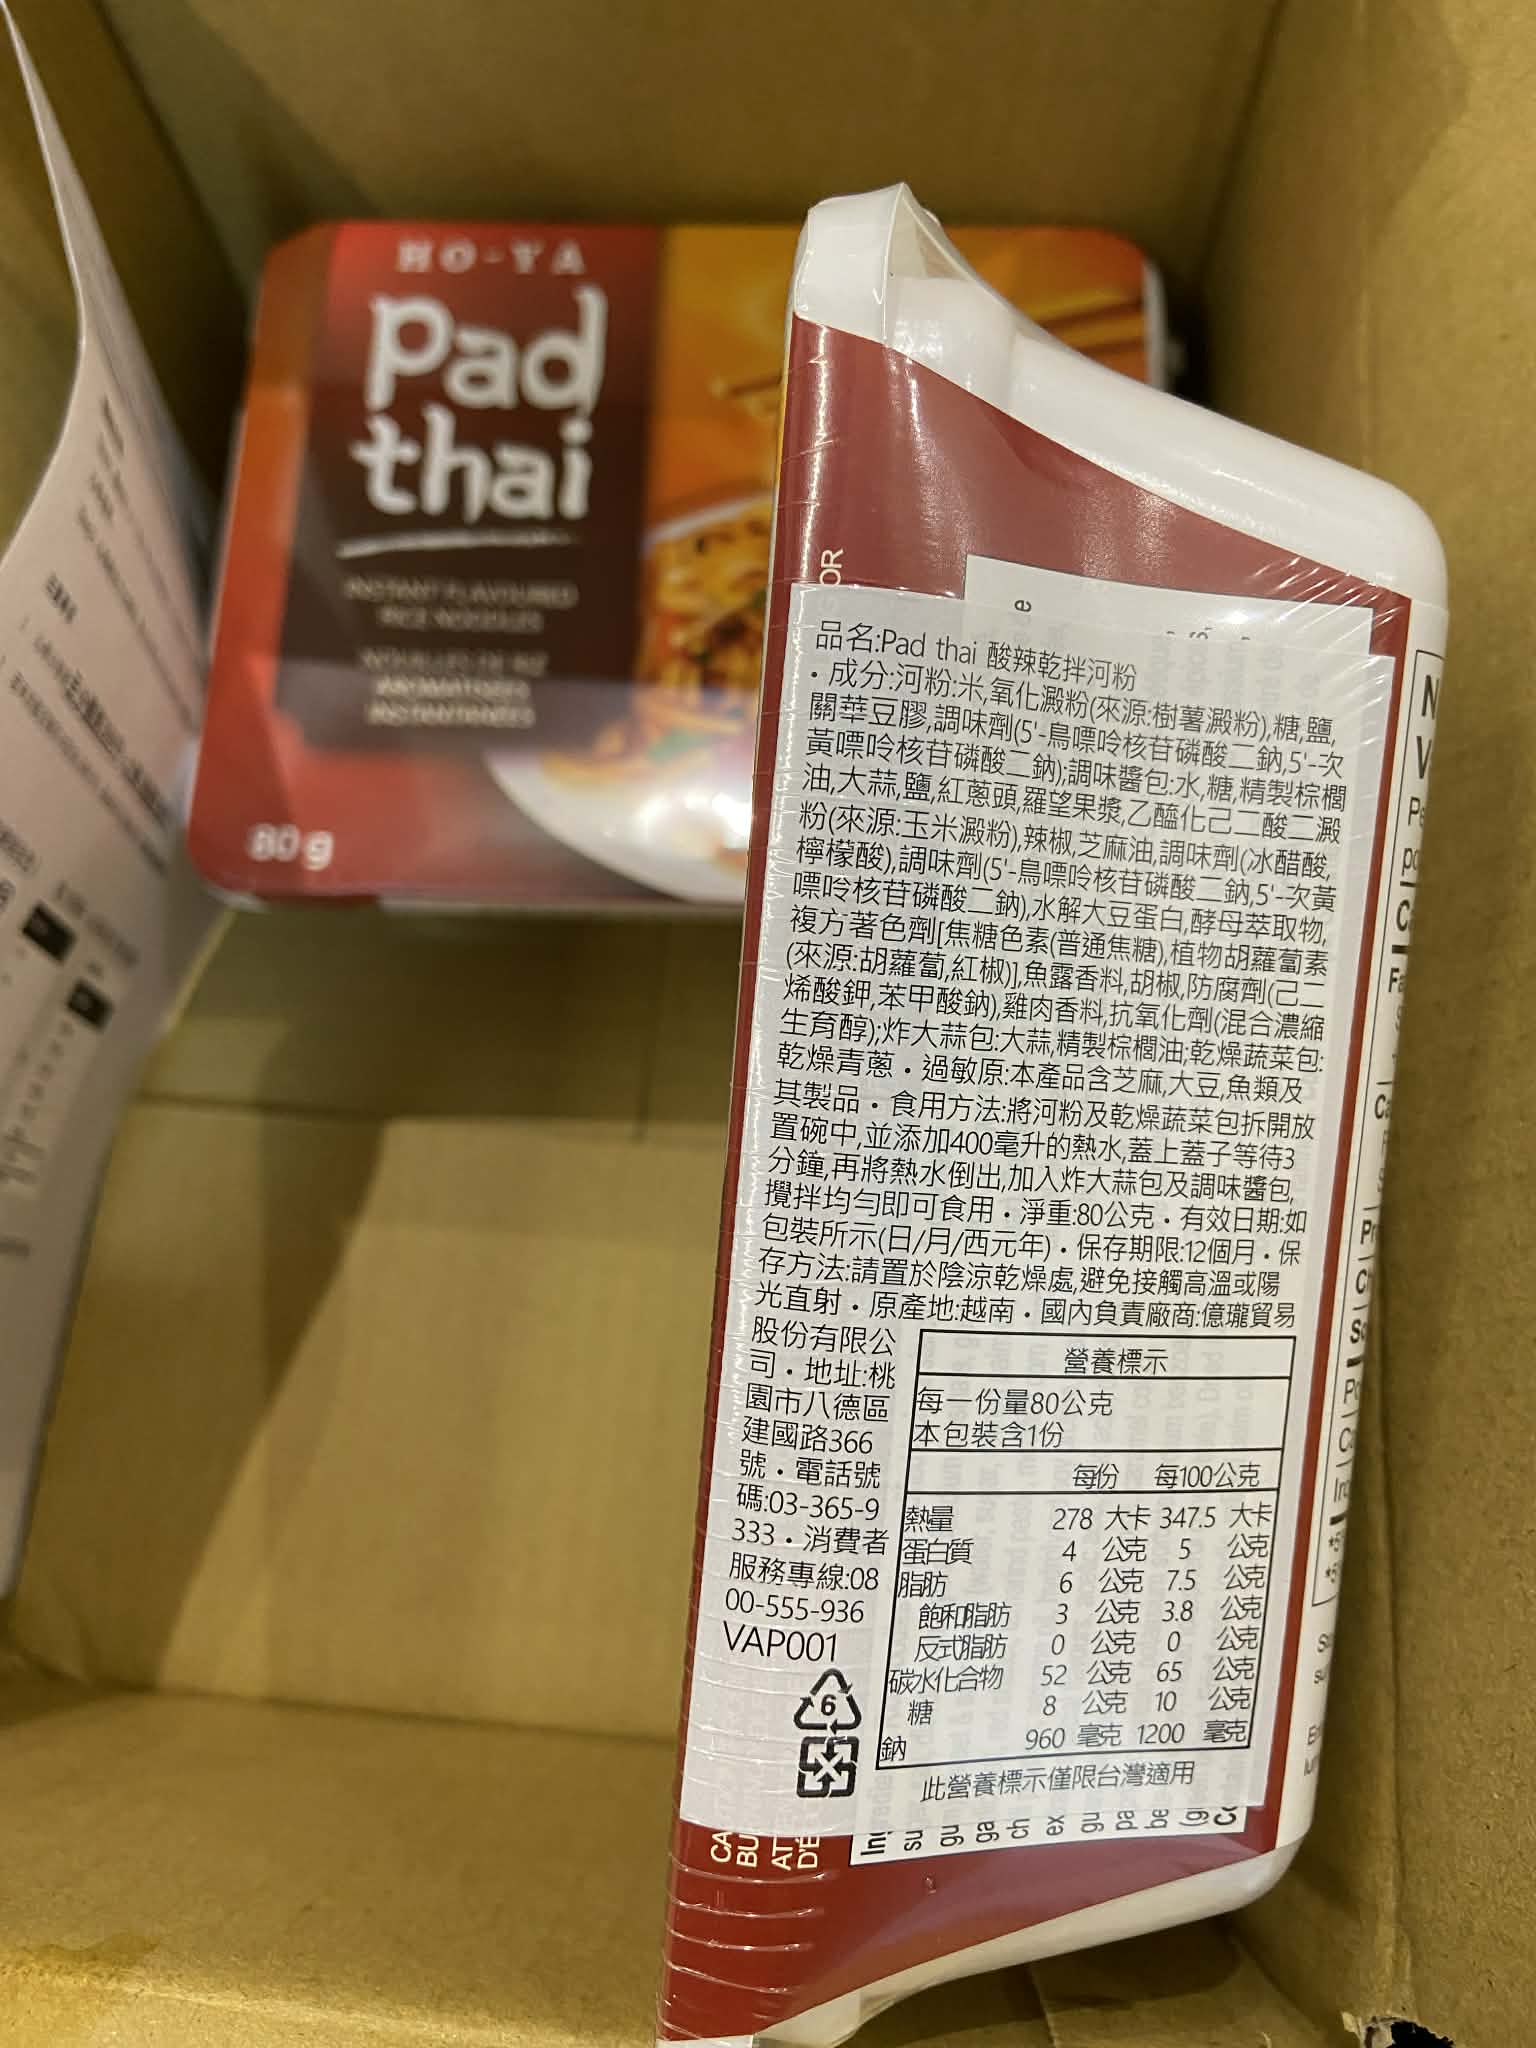 HO-YA
Pad
thai
INSTANT FLAVOURED
RICE NOODLES
NOUILLES DE RIZ
AROMATISÉES
INSTANTANÉES
80 g
OR
e
品名:Pad thai 酸辣乾拌河粉
・成分:河粉:米,氧化澱粉(來源:樹薯澱粉),糖,鹽,
關華豆膠,調味劑(5'-鳥嘌呤核苷磷酸二鈉,5'-次
黃嘌呤核苷磷酸二鈉);調味醬包:水,糖,精製棕櫚
油,大蒜,鹽,紅蔥頭,羅望果漿,乙醯化己二酸二澱
粉(來源:玉米澱粉),辣椒,芝麻油,調味劑(冰醋酸,
檸檬酸),調味劑(5'-鳥嘌呤核苷磷酸二鈉,5'-次黃
嘌呤核苷磷酸二鈉),水解大豆蛋白,酵母萃取物,
複方著色劑[焦糖色素(普通焦糖),植物胡蘿蔔素
(來源:胡蘿蔔,紅椒)],魚露香料,胡椒,防腐劑(己二
烯酸鉀,苯甲酸鈉),雞肉香料,抗氧化劑(混合濃縮
生育醇);炸大蒜包:大蒜,精製棕櫚油;乾燥蔬菜包:
乾燥青蔥・過敏原:本產品含芝麻,大豆,魚類及
其製品・食用方法:將河粉及乾燥蔬菜包拆開放
置碗中,並添加400毫升的熱水,蓋上蓋子等待3
分鐘,再將熱水倒出,加入炸大蒜包及調味醬包,
攪拌均勻即可食用・淨重:80公克・有效日期:如
包裝所示(日/月/西元年)・保存期限:12個月・保
存方法:請置於陰涼乾燥處,避免接觸高溫或陽
光直射・原產地:越南・國內負責廠商:億瓏貿易
股份有限公
司・地址:桃
園市八德區
建國路366
號・電話號
碼:03-365-9
333・消費者
服務專線:08
00-555-936
VAP001
6
營養標示
每一份量80公克
本包裝含1份
每份 每100公克
熱量 278 大卡 347.5 大卡
蛋白質 4 公克 5 公克
脂肪 6 公克 7.5 公克
飽和脂肪 3 公克 3.8 公克
反式脂肪 0 公克 0 公克
碳水化合物 52 公克 65 公克
糖 8 公克 10 公克
鈉 960 毫克 1200 毫克
此營養標示僅限台灣適用
CA
BU
AT
D'É